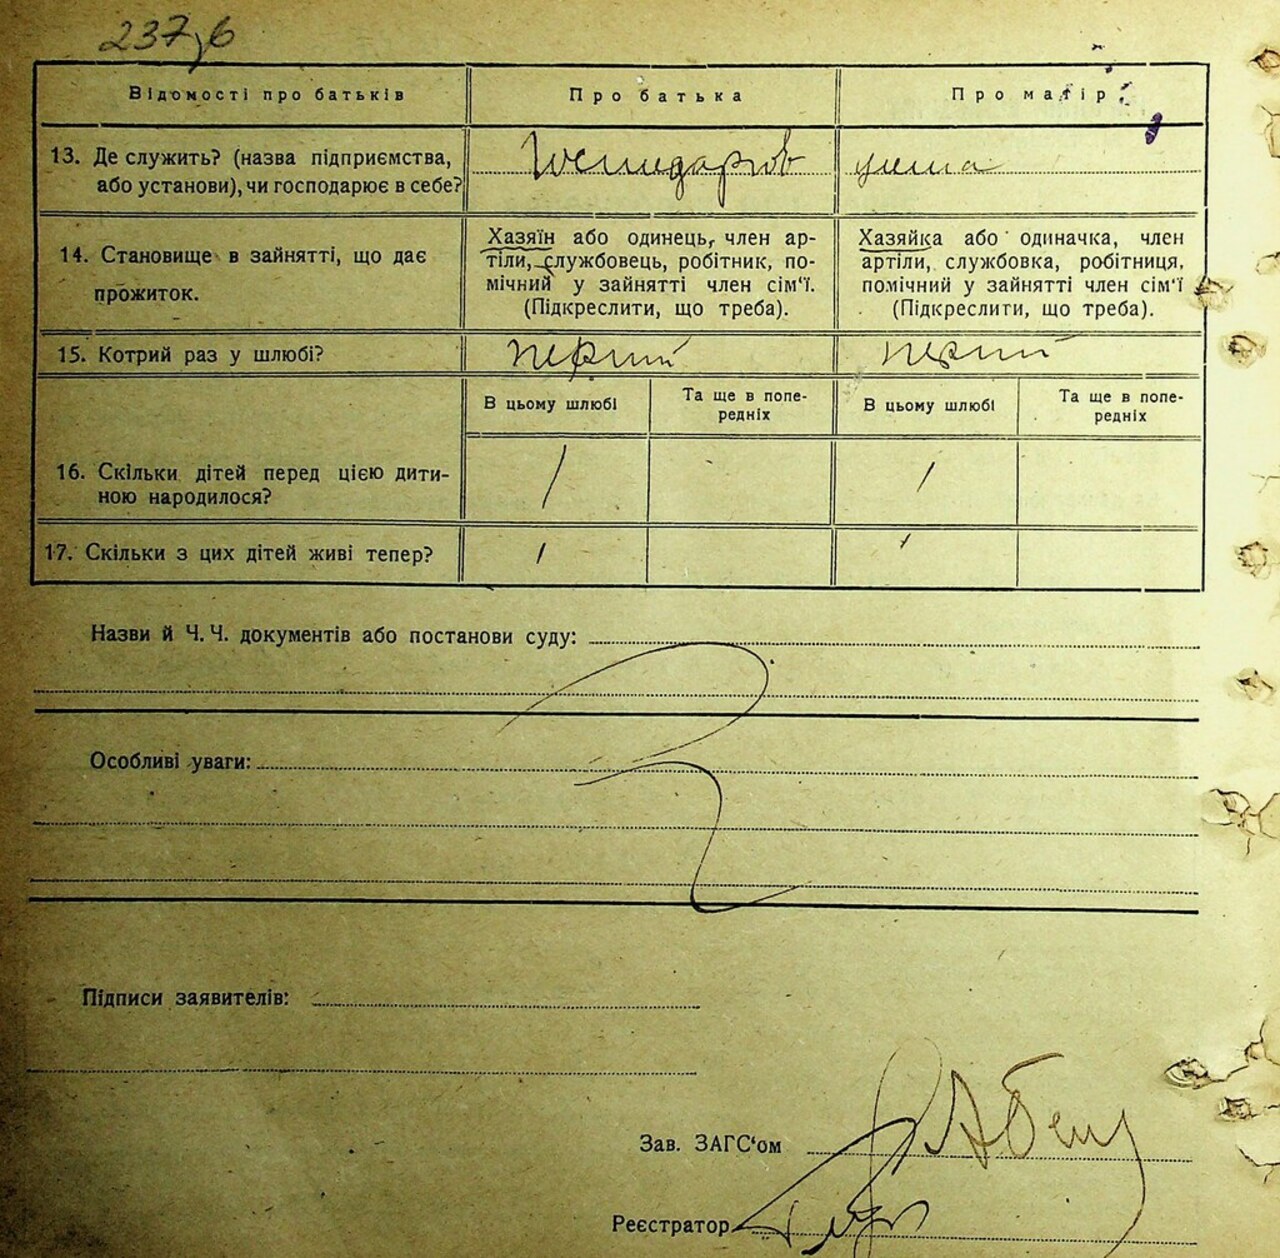 237,б
Відомості про батьків
Про батька
Про матір
13. Де служить? (назва підприємства,
або установи), чи господарює в себе?
14. Становище в зайнятті, що дає
прожиток.
Хазяїн або одинець, член ар-
тіли, службовець, робітник, по-
мічний у зайнятті член сім'ї.
(Підкреслити, що треба).
Хазяйка або одиначка, член
артіли, службовка, робітниця,
помічний у зайнятті член сім'ї
(Підкреслити, що треба).
15. Котрий раз у шлюбі?
перший
перший
В цьому шлюбі
Та ще в попе-
редніх
В цьому шлюбі
Та ще в попе-
редніх
16. Скільки дітей перед цією дити-
ною народилося?
1
1
17. Скільки з цих дітей живі тепер?
1
1
Назви й Ч. Ч. документів або постанови суду:
Особливі уваги:
Підписи заявителів:
Зав. ЗАГС'ом
Реєстратор